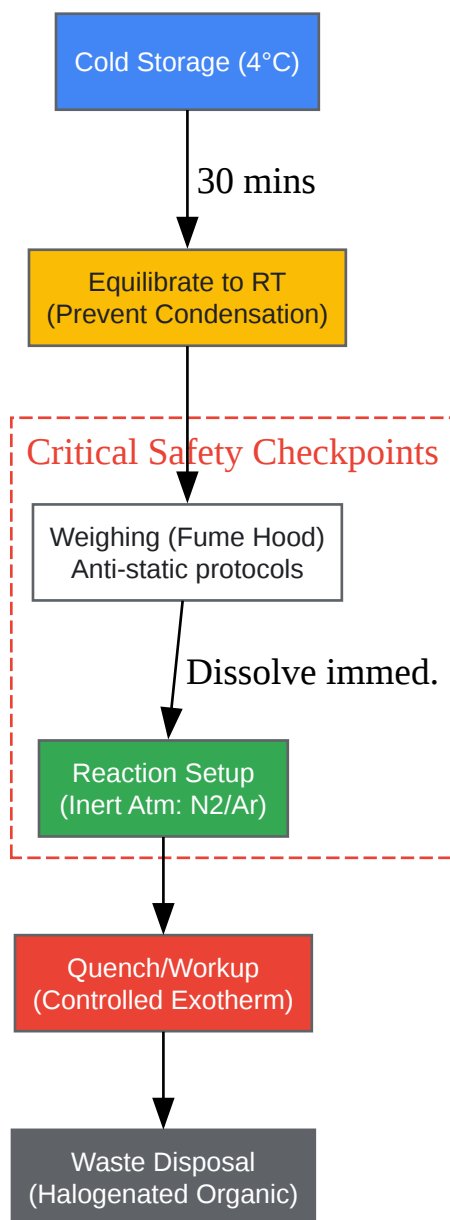 Cold Storage (4°C)
30 mins
Equilibrate to RT
(Prevent Condensation)
Critical Safety Checkpoints
Weighing (Fume Hood)
Anti-static protocols
Dissolve immed.
Reaction Setup
(Inert Atm: N2/Ar)
Quench/Workup
(Controlled Exotherm)
Waste Disposal
(Halogenated Organic)